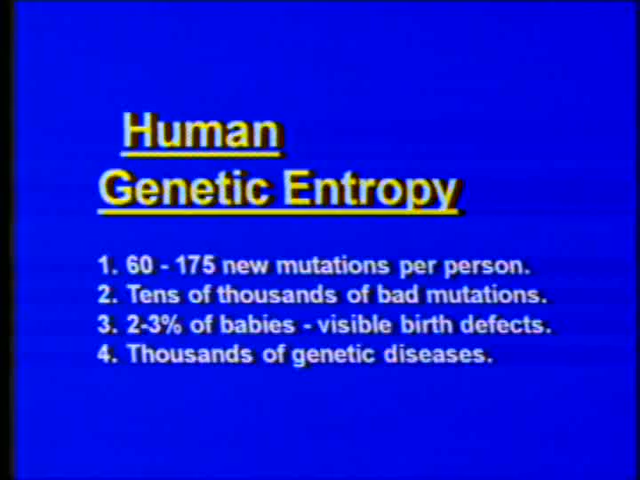 Human
Genetic Entropy
1. 60 - 175 new mutations per person.
2. Tens of thousands of bad mutations.
3. 2-3% of babies - visible birth defects.
4. Thousands of genetic diseases.